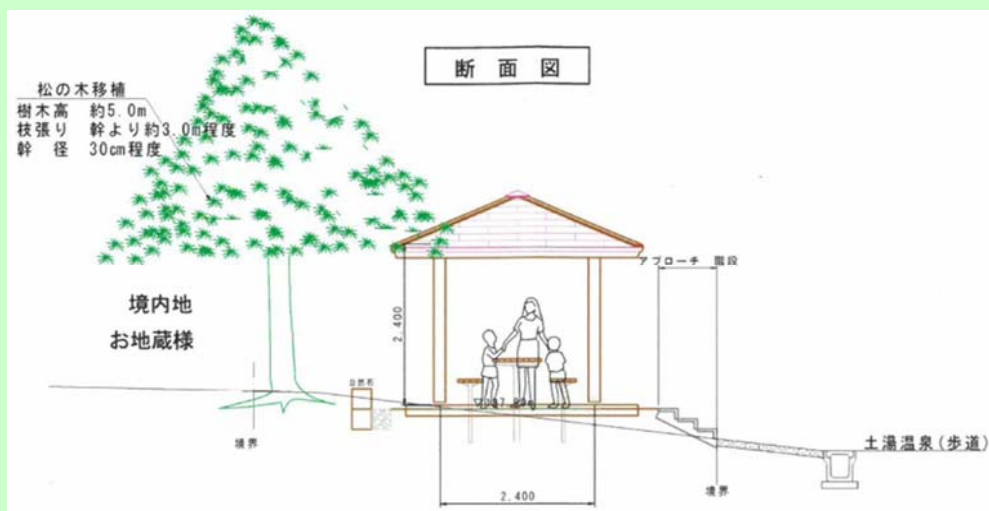 断面図
松の木移植
樹木高 約5.0m
枝張り 幹より約3.0m程度
幹 径 30cm程度
アプローチ 階段
境内地
お地蔵様
2.400
自然石
境界
土湯温泉(歩道)
境界
2.400